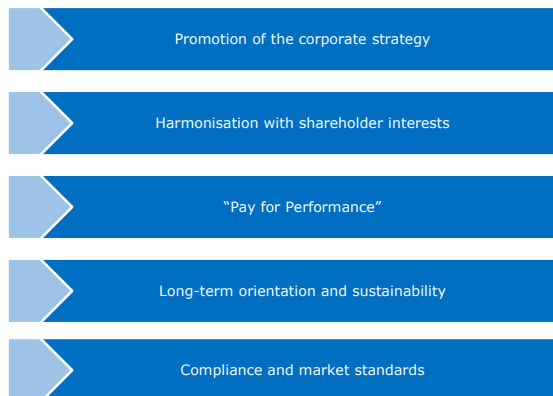 Promotion of the corporate strategy
Harmonisation with shareholder interests
“Pay for Performance”
Long-term orientation and sustainability
Compliance and market standards